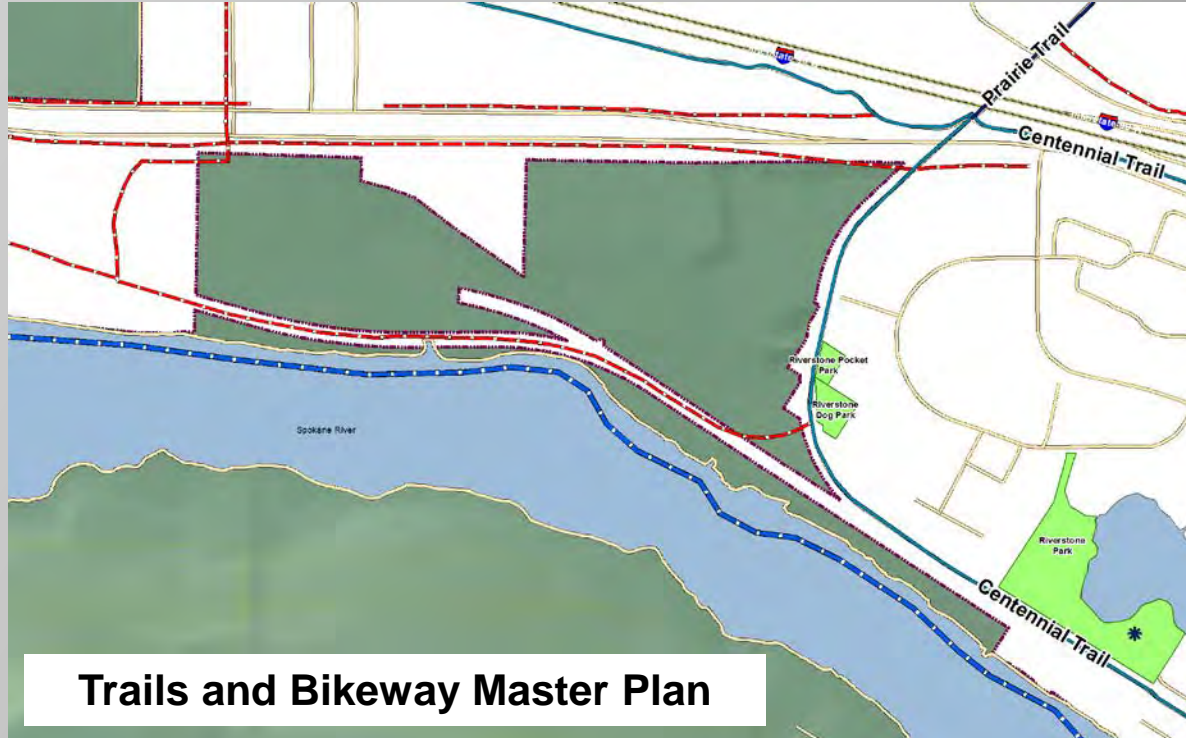 Prairie Trail
Centennial Trail
Riverstone Pocket
Park
Riverstone
Dog Park
Spokane River
Riverstone
Park
Centennial Trail
Trails and Bikeway Master Plan